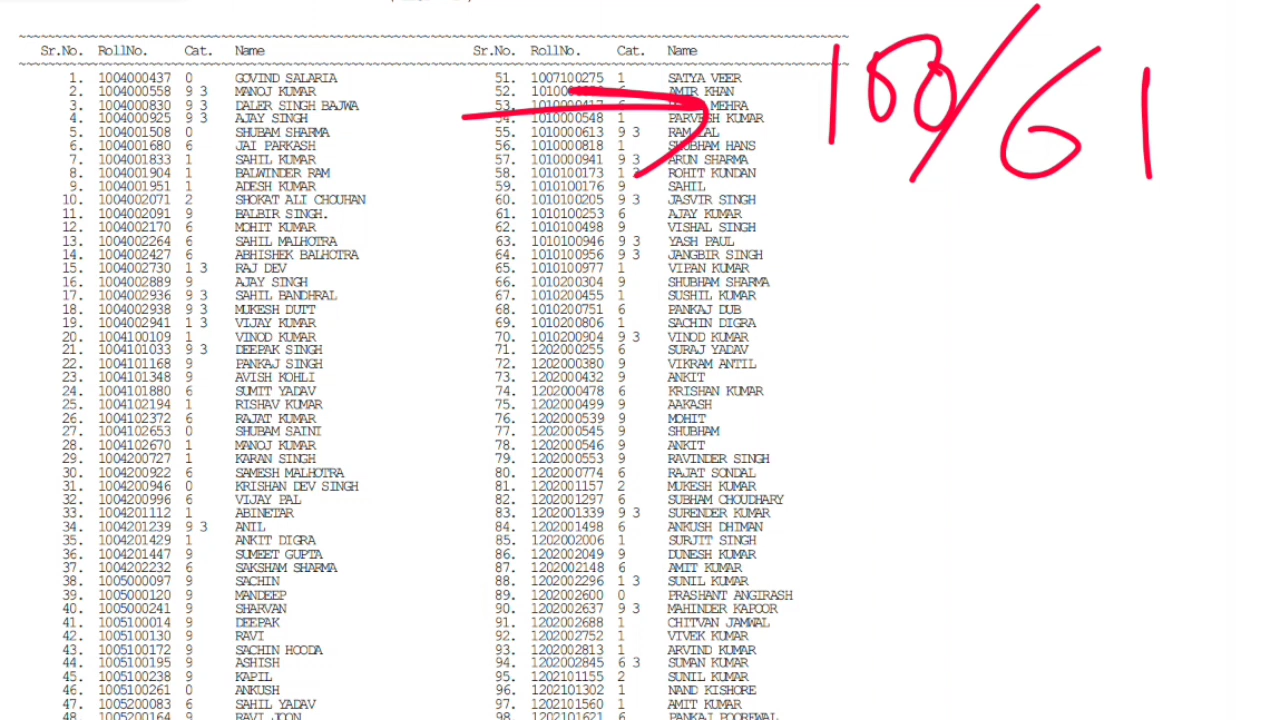 Sr.No. RollNo. Cat. Name Sr.No. RollNo. Cat. Name
1. 1004000437 0 GOVIND SALARIA 51. 1007100275 1 SATYA VEER
2. 1004000558 9 3 MANOJ KUMAR 52. AMIR KHAN
3. 1004000830 9 3 DALER SINGH BAJWA 53. 1010000417 6 MEHRA
4. 1004000925 9 3 AJAY SINGH 54. 1010000548 1 PARVESH KUMAR
5. 1004001508 0 SHUBAM SHARMA 55. 1010000613 9 3 RAM LAL
6. 1004001680 6 JAI PARKASH 56. 1010000818 1 SHUBHAM HANS
7. 1004001833 1 SAHIL KUMAR 57. 1010000941 9 3 ARUN SHARMA
8. 1004001904 1 BALWINDER RAM 58. 1010100173 1 3 ROHIT KUNDAN
9. 1004001951 1 ADESH KUMAR 59. 1010100176 9 SAHIL
10. 1004002071 2 SHOKAT ALI CHOUHAN 60. 1010100205 9 3 JASVIR SINGH
11. 1004002091 9 BALBIR SINGH. 61. 1010100253 6 AJAY KUMAR
12. 1004002170 6 MOHIT KUMAR 62. 1010100498 9 VISHAL SINGH
13. 1004002264 6 SAHIL MALHOTRA 63. 1010100946 9 3 YASH PAUL
14. 1004002427 6 ABHISHEK BALHOTRA 64. 1010100956 9 3 JANGBIR SINGH
15. 1004002730 1 3 RAJ DEV 65. 1010100977 1 VIPAN KUMAR
16. 1004002889 9 AJAY SINGH 66. 1010200304 9 SHUBHAM SHARMA
17. 1004002936 9 3 SAHIL BANDHRAL 67. 1010200455 1 SUSHIL KUMAR
18. 1004002938 9 3 MUKESH DUTT 68. 1010200751 6 PANKAJ DUB
19. 1004002941 1 3 VIJAY KUMAR 69. 1010200806 1 SACHIN DIGRA
20. 1004100109 1 VINOD KUMAR 70. 1010200904 9 3 VINOD KUMAR
21. 1004101033 9 3 DEEPAK SINGH 71. 1202000255 6 SURAJ YADAV
22. 1004101168 9 PANKAJ SINGH 72. 1202000380 9 VIKRAM ANTIL
23. 1004101348 9 AVISH KOHLI 73. 1202000432 9 ANKIT
24. 1004101880 6 SUMIT YADAV 74. 1202000478 6 KRISHAN KUMAR
25. 1004102194 1 RISHAV KUMAR 75. 1202000499 9 AAKASH
26. 1004102372 6 RAJAT KUMAR 76. 1202000539 9 MOHIT
27. 1004102653 0 SHUBAM SAINI 77. 1202000545 9 SHUBHAM
28. 1004102670 1 MANOJ KUMAR 78. 1202000546 9 ANKIT
29. 1004200727 1 KARAN SINGH 79. 1202000553 9 RAVINDER SINGH
30. 1004200922 6 SAMESH MALHOTRA 80. 1202000774 6 RAJAT SONDAL
31. 1004200946 0 KRISHAN DEV SINGH 81. 1202001157 2 MUKESH KUMAR
32. 1004200996 6 VIJAY PAL 82. 1202001297 6 SUBHAM CHOUDHARY
33. 1004201112 1 ABINETAR 83. 1202001339 9 3 SURENDER KUMAR
34. 1004201239 9 3 ANIL 84. 1202001498 6 ANKUSH DHIMAN
35. 1004201429 1 ANKIT DIGRA 85. 1202002006 1 SURJIT SINGH
36. 1004201447 9 SUMEET GUPTA 86. 1202002049 9 DUNESH KUMAR
37. 1004202232 6 SAKSHAM SHARMA 87. 1202002148 6 AMIT KUMAR
38. 1005000097 9 SACHIN 88. 1202002296 1 3 SUNIL KUMAR
39. 1005000120 9 MANDEEP 89. 1202002600 0 PRASHANT ANGIRASH
40. 1005000241 9 SHARVAN 90. 1202002637 9 3 MAHINDER KAPOOR
41. 1005100014 9 DEEPAK 91. 1202002688 1 CHITVAN JAMWAL
42. 1005100130 9 RAVI 92. 1202002752 1 VIVEK KUMAR
43. 1005100172 9 SACHIN HOODA 93. 1202002813 1 ARVIND KUMAR
44. 1005100195 9 ASHISH 94. 1202002845 6 3 SUMAN KUMAR
45. 1005100238 9 KAPIL 95. 1202101155 2 SUNIL KUMAR
46. 1005100261 0 ANKUSH 96. 1202101302 1 NAND KISHORE
47. 1005200083 6 SAHIL YADAV 97. 1202101560 1 AMIT KUMAR
48. 1005200164 9 RAVI JOON 98. 1202101621 6 PANKAJ POOREWAL
100/61